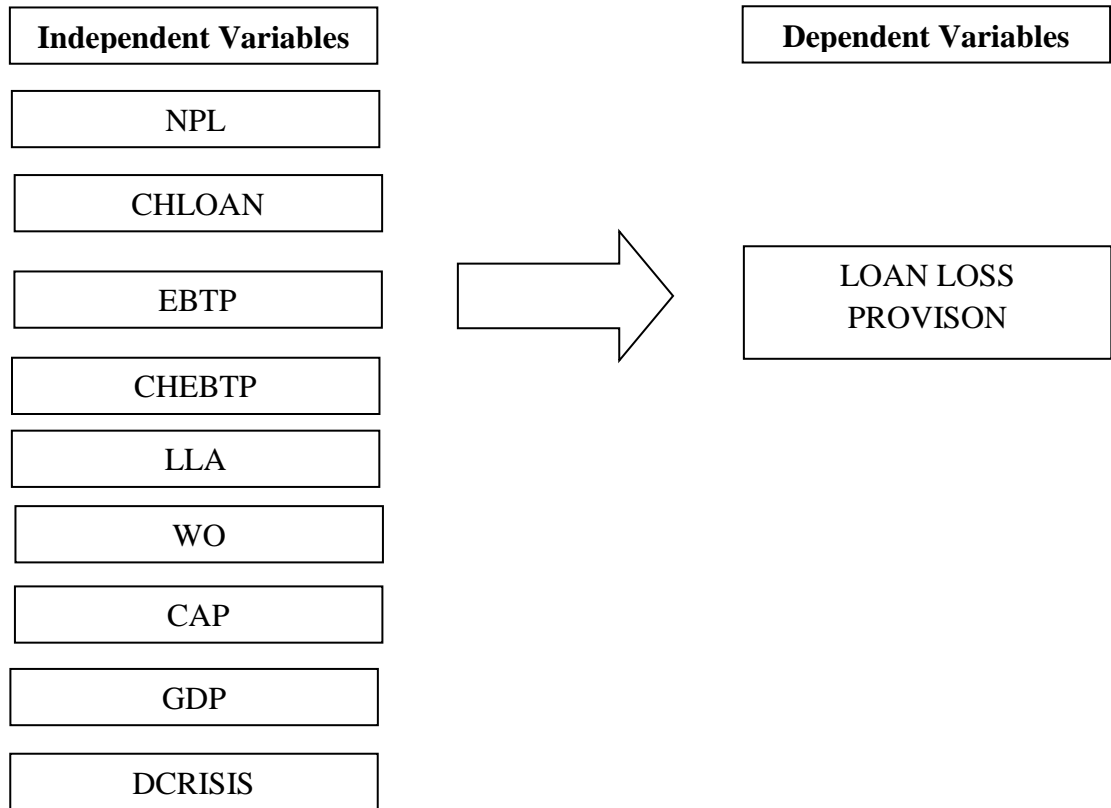 Independent Variables
Dependent Variables
NPL
CHLOAN
EBTP
CHEBTP
LLA
WO
CAP
GDP
DCRISIS
LOAN LOSS
PROVISON